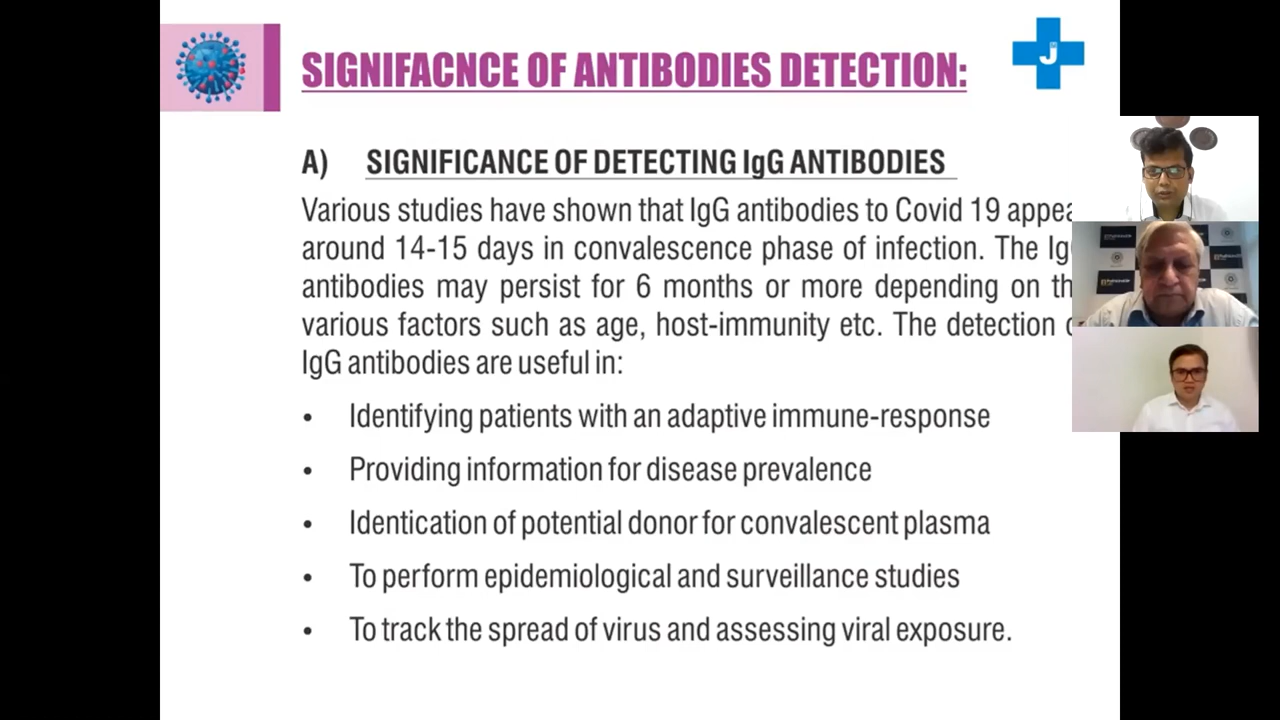 SIGNIFACNCE OF ANTIBODIES DETECTION:
J
A) SIGNIFICANCE OF DETECTING IgG ANTIBODIES
Various studies have shown that IgG antibodies to Covid 19 appea
around 14-15 days in convalescence phase of infection. The Ig
antibodies may persist for 6 months or more depending on th
various factors such as age, host-immunity etc. The detection
IgG antibodies are useful in:
• Identifying patients with an adaptive immune-response
• Providing information for disease prevalence
• Identication of potential donor for convalescent plasma
• To perform epidemiological and surveillance studies
• To track the spread of virus and assessing viral exposure.